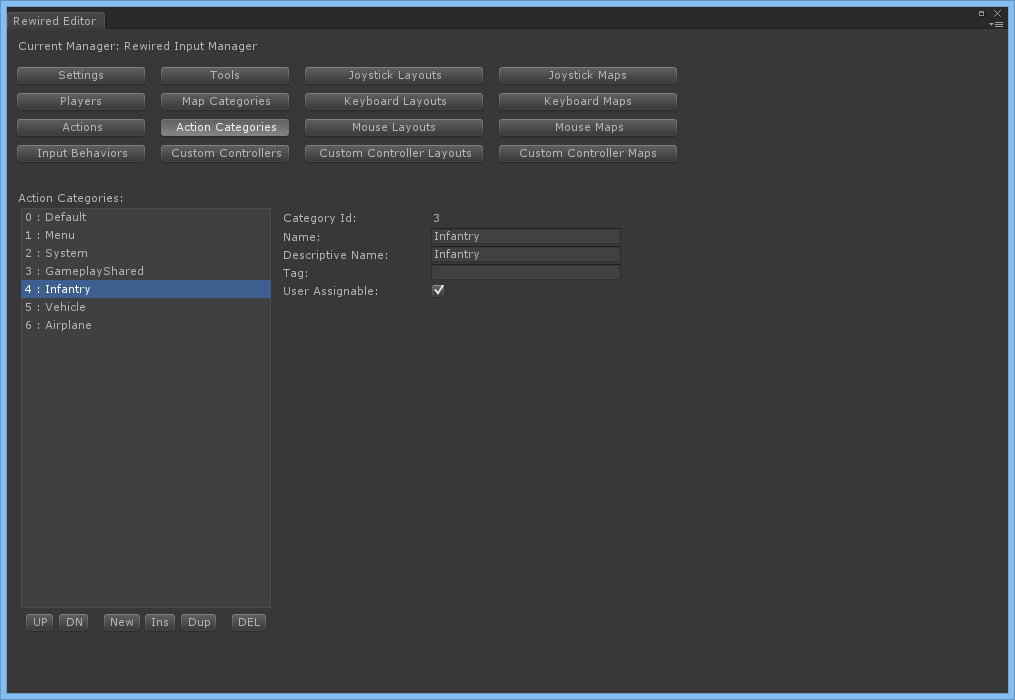 Rewired Editor
Current Manager: Rewired Input Manager
Settings Tools Joystick Layouts Joystick Maps
Players Map Categories Keyboard Layouts Keyboard Maps
Actions Action Categories Mouse Layouts Mouse Maps
Input Behaviors Custom Controllers Custom Controller Layouts Custom Controller Maps
Action Categories:
0 : Default
1 : Menu
2 : System
3 : GameplayShared
4 : Infantry
5 : Vehicle
6 : Airplane
Category Id: 3
Name: Infantry
Descriptive Name: Infantry
Tag:
User Assignable:
UP DN New Ins Dup DEL